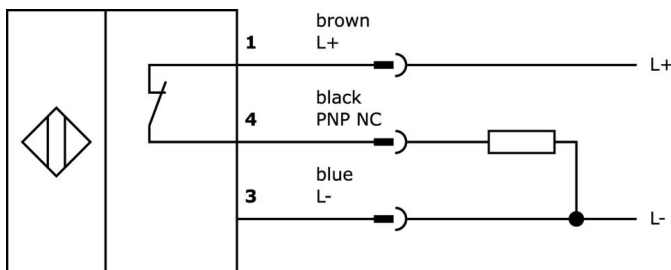 brown
1 L+ L+
black
4 PNP NC
blue
3 L- L-